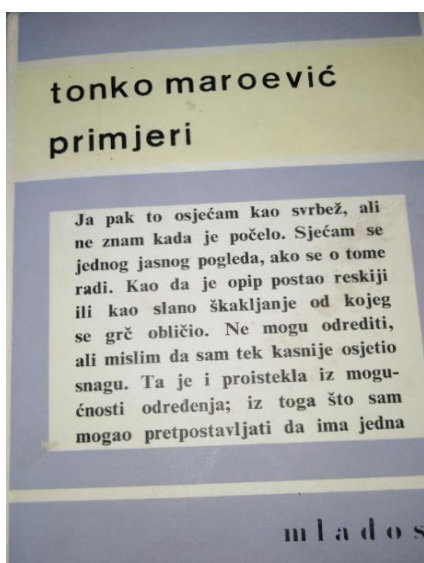 tonko maroević
primjeri
Ja pak to osjećam kao svrbež, ali
ne znam kada je počelo. Sjećam se
jednog jasnog pogleda, ako se o tome
radi. Kao da je opip postao reskiji
ili kao slano škakljanje od kojeg
se grč obličio. Ne mogu odrediti,
ali mislim da sam tek kasnije osjetio
snagu. Ta je i proistekla iz mogu-
ćnosti određenja; iz toga što sam
mogao pretpostavljati da ima jedna
mlados